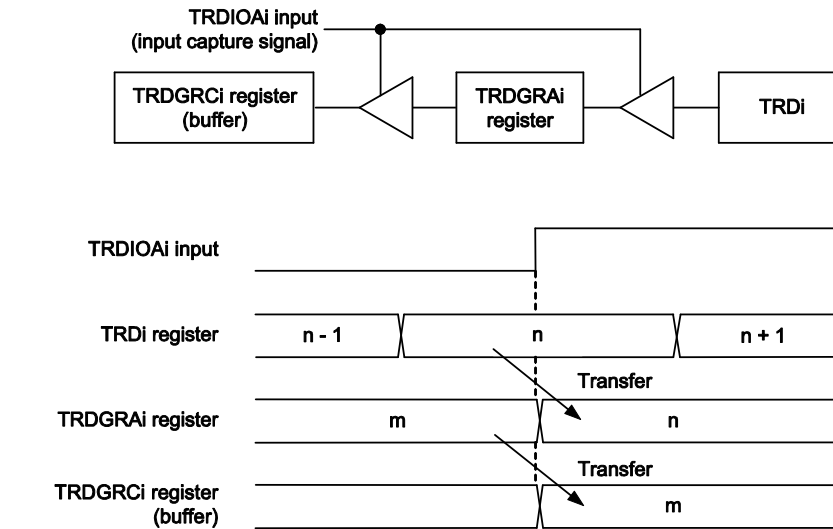 TRDIOAi input
(input capture signal)
TRDGRCi register
(buffer)
TRDGRAi
register
TRDi
TRDIOAi input
TRDi register
n - 1
n
n + 1
Transfer
TRDGRAi register
m
n
Transfer
TRDGRCi register
(buffer)
m